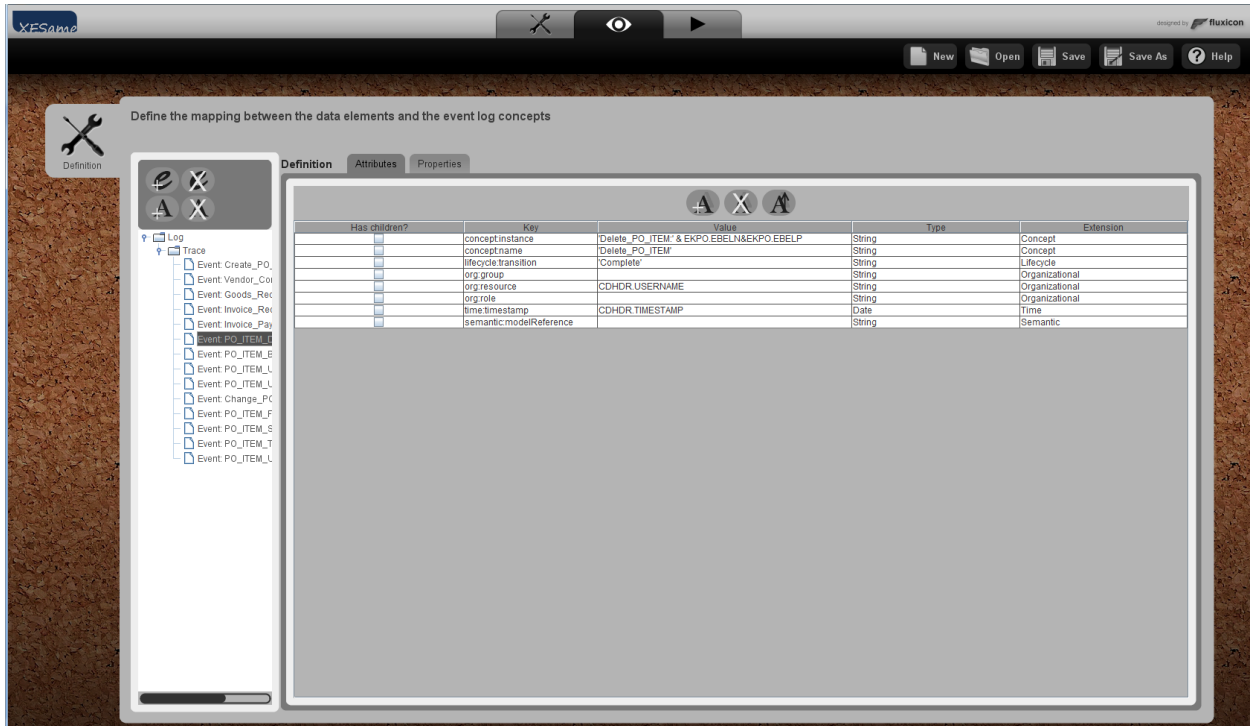 XESame
designed by fluxicon
New Open Save Save As Help
Define the mapping between the data elements and the event log concepts
Definition
Definition Attributes Properties
Has children? Key Value Type Extension
concept:instance 'Delete_PO_ITEM:' & EKPO.EBELN&EKPO.EBELP String Concept
concept:name 'Delete_PO_ITEM' String Concept
lifecycle:transition 'Complete' String Lifecycle
org:group String Organizational
org:resource CDHDR.USERNAME String Organizational
org:role String Organizational
time:timestamp CDHDR.TIMESTAMP Date Time
semantic:modelReference String Semantic
Log
Trace
Event: Create_PO_
Event: Vendor_Cor
Event: Goods_Rec
Event: Invoice_Rec
Event: Invoice_Pay
Event: PO_ITEM_D
Event: PO_ITEM_B
Event: PO_ITEM_U
Event: PO_ITEM_U
Event: Change_PO
Event: PO_ITEM_F
Event: PO_ITEM_S
Event: PO_ITEM_T
Event: PO_ITEM_U